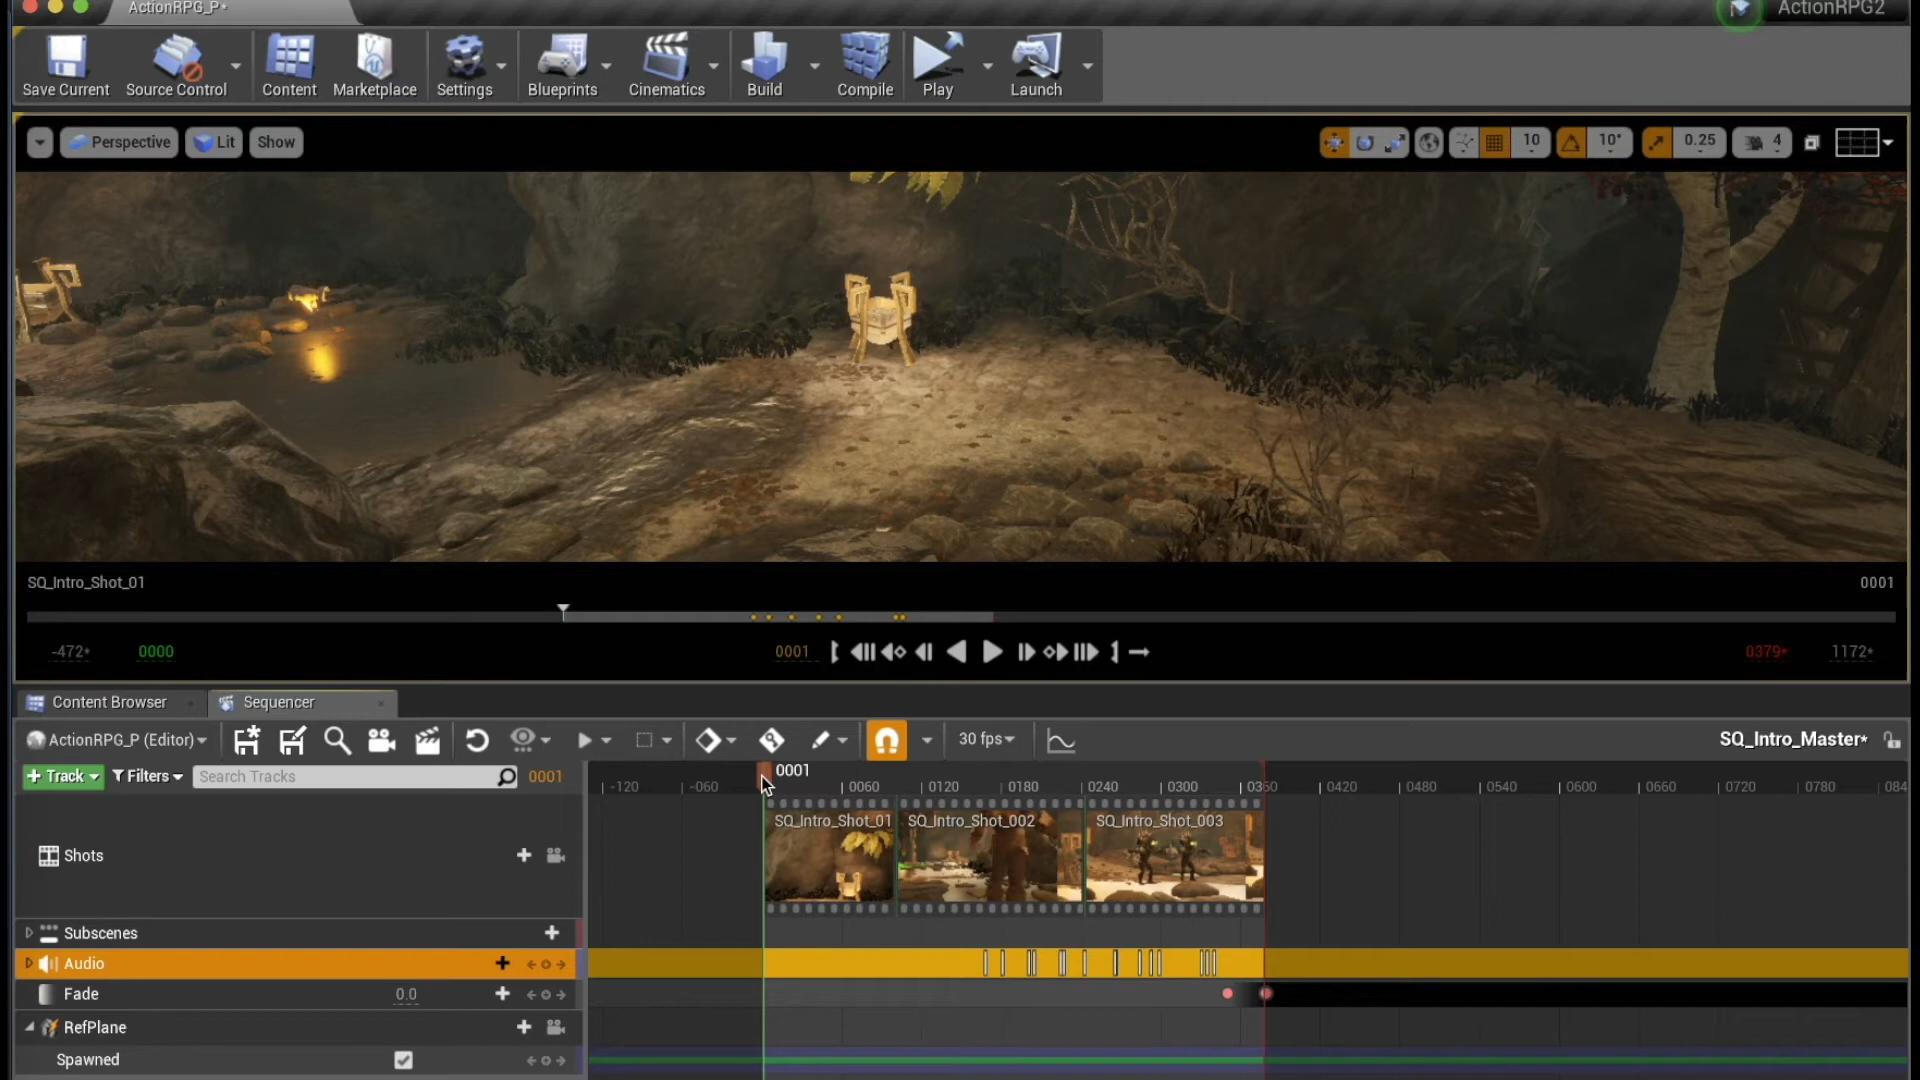 ActionRPG_P*
ActionRPG2
Save Current
Source Control
Content
Marketplace
Settings
Blueprints
Cinematics
Build
Compile
Play
Launch
Perspective
Lit
Show
10
10°
0.25
4
SQ_Intro_Shot_01
0001
-472*
0000
0001
0379*
1172*
Content Browser
Sequencer
ActionRPG_P (Editor)
30 fps
SQ_Intro_Master*
Track
Filters
Search Tracks
0001
0001
-120
-060
0060
0120
0180
0240
0300
0360
0420
0480
0540
0600
0660
0720
0780
084
Shots
SQ_Intro_Shot_01
SQ_Intro_Shot_002
SQ_Intro_Shot_003
Subscenes
Audio
Fade
0.0
RefPlane
Spawned